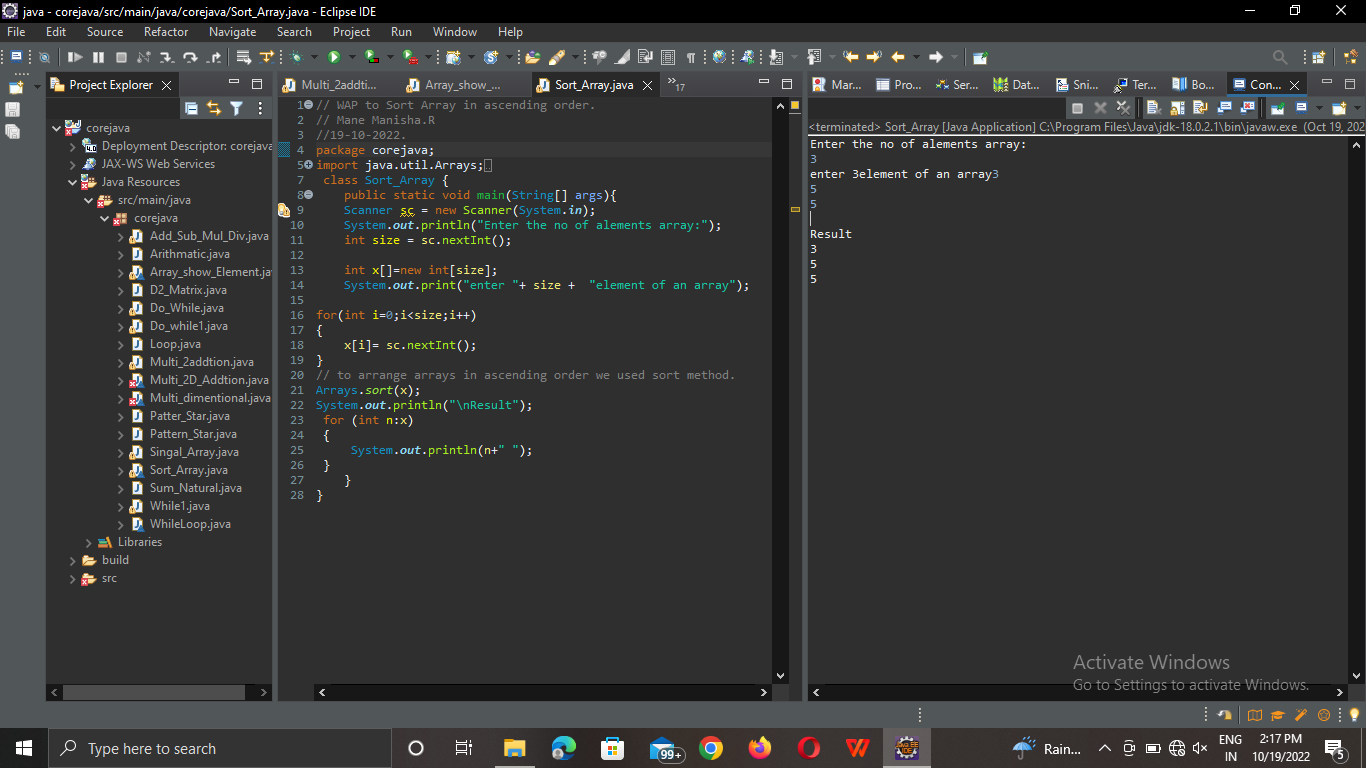 java - corejava/src/main/java/corejava/Sort_Array.java - Eclipse IDE
File Edit Source Refactor Navigate Search Project Run Window Help
Project Explorer
corejava
Deployment Descriptor: corejava
JAX-WS Web Services
Java Resources
src/main/java
corejava
Add_Sub_Mul_Div.java
Arithmatic.java
Array_show_Element.ja
D2_Matrix.java
Do_While.java
Do_while1.java
Loop.java
Multi_2addtion.java
Multi_2D_Addtion.java
Multi_dimentional.java
Patter_Star.java
Pattern_Star.java
Singal_Array.java
Sort_Array.java
Sum_Natural.java
While1.java
WhileLoop.java
Libraries
build
src
Multi_2addti... Array_show_... Sort_Array.java »17
1 // WAP to Sort Array in ascending order.
2 // Mane Manisha.R
3 //19-10-2022.
4 package corejava;
5 import java.util.Arrays;
7 class Sort_Array {
8 public static void main(String[] args){
9 Scanner sc = new Scanner(System.in);
10 System.out.println("Enter the no of alements array:");
11 int size = sc.nextInt();
12
13 int x[]=new int[size];
14 System.out.print("enter "+ size + "element of an array");
15
16 for(int i=0;i<size;i++)
17 {
18 x[i]= sc.nextInt();
19 }
20 // to arrange arrays in ascending order we used sort method.
21 Arrays.sort(x);
22 System.out.println("\nResult");
23 for (int n:x)
24 {
25 System.out.println(n+" ");
26 }
27 }
28 }
Mar... Pro... Ser... Dat... Sni... Ter... Bo... Con...
<terminated> Sort_Array [Java Application] C:\Program Files\Java\jdk-18.0.2.1\bin\javaw.exe (Oct 19, 202
Enter the no of alements array:
3
enter 3element of an array3
5
5
Result
3
5
5
Activate Windows
Go to Settings to activate Windows.
Type here to search
99+
Rain...
ENG
IN
2:17 PM
10/19/2022
5